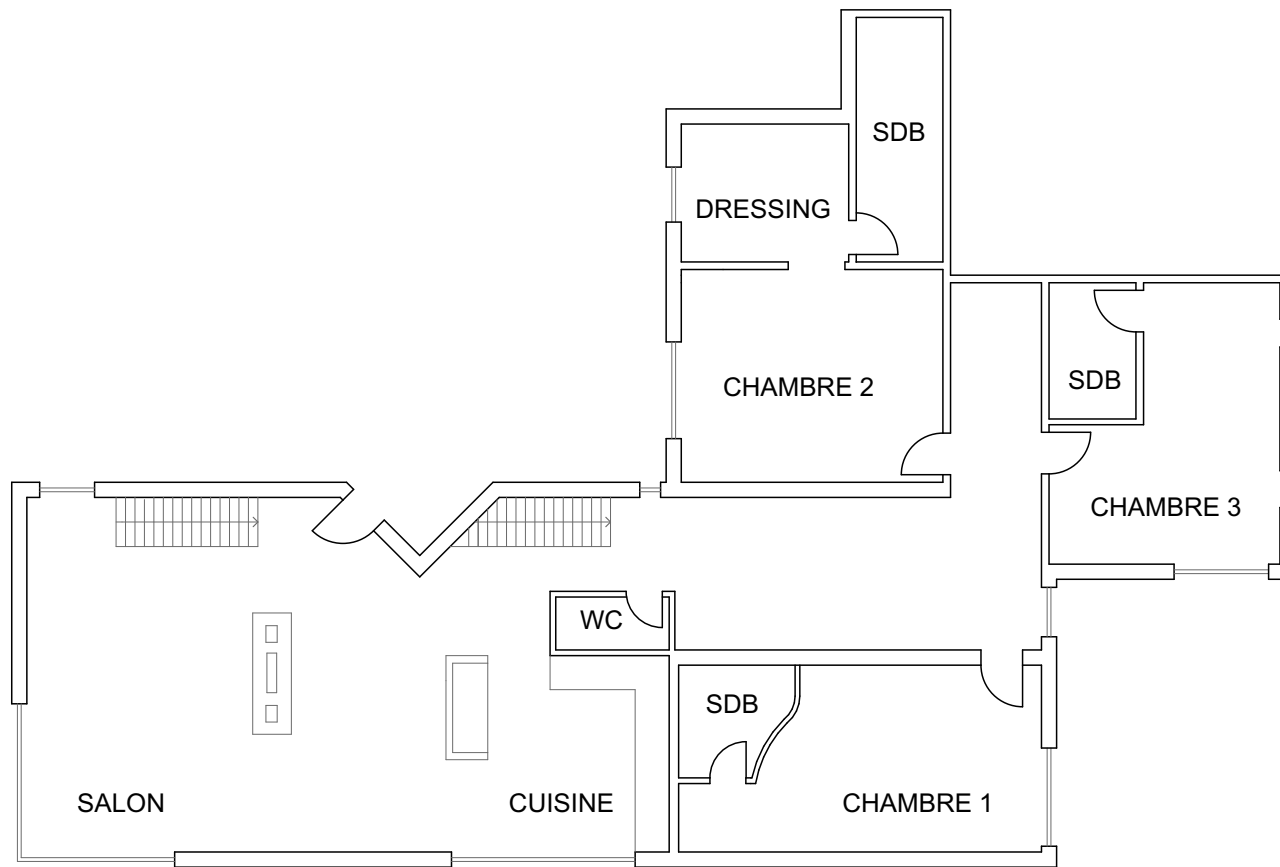 SDB
DRESSING
CHAMBRE 2
SDB
CHAMBRE 3
WC
SDB
SALON
CUISINE
CHAMBRE 1